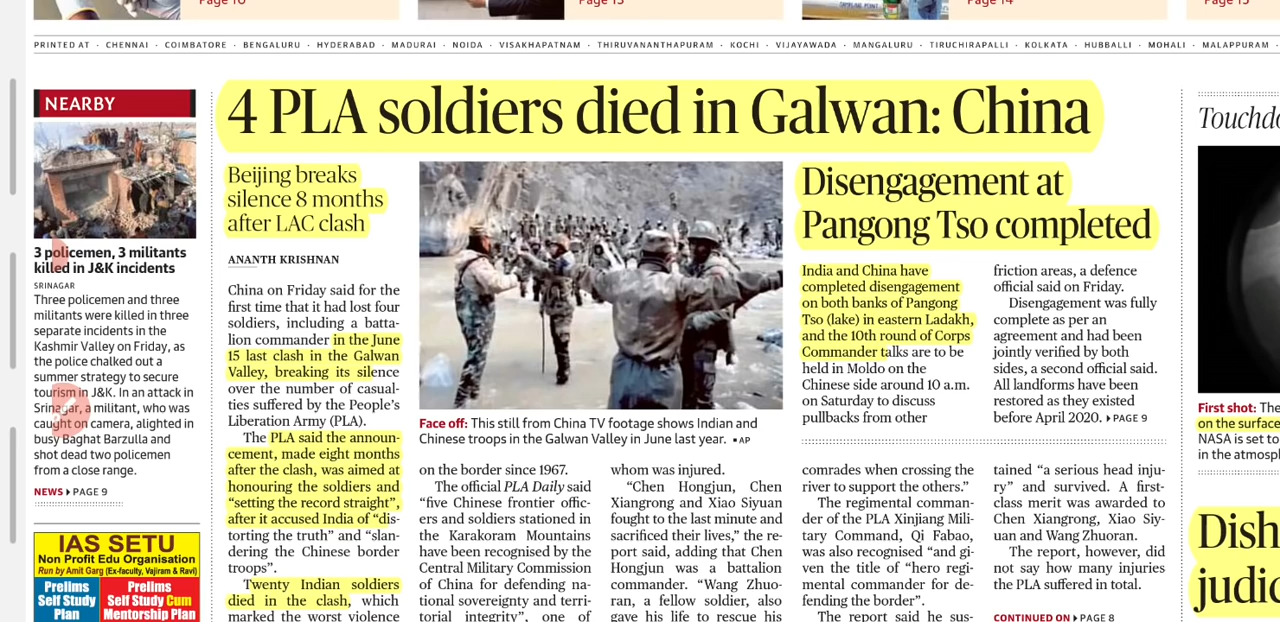 Page 10
Page 13
Page 14
Page 15
PRINTED AT · CHENNAI · COIMBATORE · BENGALURU · HYDERABAD · MADURAI · NOIDA · VISAKHAPATNAM · THIRUVANANTHAPURAM · KOCHI · VIJAYAWADA · MANGALURU · TIRUCHIRAPALLI · KOLKATA · HUBBALLI · MOHALI · MALAPPURAM ·
NEARBY
3 policemen, 3 militants
killed in J&K incidents
SRINAGAR
Three policemen and three
militants were killed in three
separate incidents in the
Kashmir Valley on Friday, as
the police chalked out a
summer strategy to secure
tourism in J&K. In an attack in
Srinagar, a militant, who was
caught on camera, alighted in
busy Baghat Barzulla and
shot dead two policemen
from a close range.
NEWS PAGE 9
IAS SETU
Non Profit Edu Organisation
Run by Amit Garg (Ex-faculty, Vajiram & Ravi)
Prelims
Self Study
Plan
Prelims
Self Study Cum
Mentorship Plan
4 PLA soldiers died in Galwan: China
Beijing breaks
silence 8 months
after LAC clash
ANANTH KRISHNAN
China on Friday said for the
first time that it had lost four
soldiers, including a batta-
lion commander in the June
15 last clash in the Galwan
Valley, breaking its silence
over the number of casual-
ties suffered by the People's
Liberation Army (PLA).
The PLA said the announ-
cement, made eight months
after the clash, was aimed at
honouring the soldiers and
“setting the record straight”,
after it accused India of “dis-
torting the truth” and “slan-
dering the Chinese border
troops”.
Twenty Indian soldiers
died in the clash, which
marked the worst violence
Face off: This still from China TV footage shows Indian and
Chinese troops in the Galwan Valley in June last year. ▪ AP
on the border since 1967.
The official PLA Daily said
“five Chinese frontier offic-
ers and soldiers stationed in
the Karakoram Mountains
have been recognised by the
Central Military Commission
of China for defending na-
tional sovereignty and terri-
torial integrity”, one of
whom was injured.
“Chen Hongjun, Chen
Xiangrong and Xiao Siyuan
fought to the last minute and
sacrificed their lives,” the re-
port said, adding that Chen
Hongjun was a battalion
commander. “Wang Zhuo-
ran, a fellow soldier, also
gave his life to rescue his
Disengagement at
Pangong Tso completed
India and China have
completed disengagement
on both banks of Pangong
Tso (lake) in eastern Ladakh,
and the 10th round of Corps
Commander talks are to be
held in Moldo on the
Chinese side around 10 a.m.
on Saturday to discuss
pullbacks from other
friction areas, a defence
official said on Friday.
Disengagement was fully
complete as per an
agreement and had been
jointly verified by both
sides, a second official said.
All landforms have been
restored as they existed
before April 2020. PAGE 9
comrades when crossing the
river to support the others.”
The regimental comman-
der of the PLA Xinjiang Mili-
tary Command, Qi Fabao,
was also recognised “and gi-
ven the title of “hero regi-
mental commander for de-
fending the border”.
The report said he sus-
tained “a serious head inju-
ry” and survived. A first-
class merit was awarded to
Chen Xiangrong, Xiao Siy-
uan and Wang Zhuoran.
The report, however, did
not say how many injuries
the PLA suffered in total.
CONTINUED ON PAGE 8
Touchdo
First shot: The
on the surface
NASA is set to
in the atmosph
Dish
judic